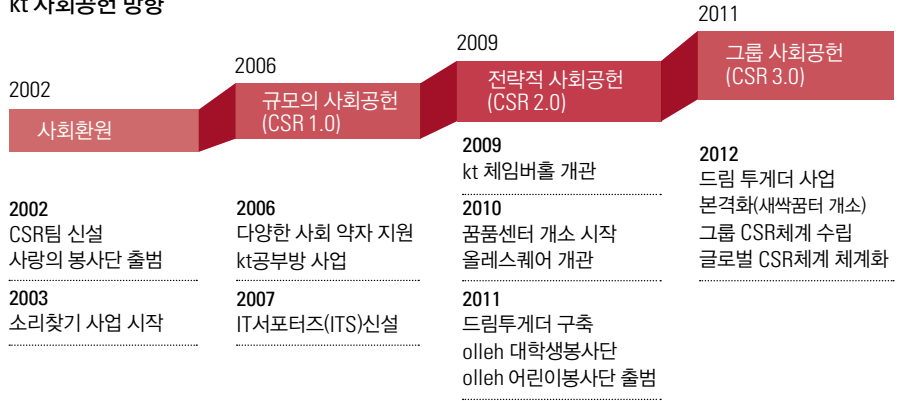 kt 사회공헌 방향
2002
사회환원
2006
규모의 사회공헌
(CSR 1.0)
2009
전략적 사회공헌
(CSR 2.0)
2011
그룹 사회공헌
(CSR 3.0)
2002
CSR팀 신설
사랑의 봉사단 출범
2003
소리찾기 사업 시작
2006
다양한 사회 약자 지원
kt공부방 사업
2007
IT서포터즈(ITS)신설
2009
kt 체임버홀 개관
2010
꿈품센터 개소 시작
올레스퀘어 개관
2011
드림투게더 구축
olleh 대학생봉사단
olleh 어린이봉사단 출범
2012
드림 투게더 사업
본격화(새싹꿈터 개소)
그룹 CSR체계 수립
글로벌 CSR체계 체계화